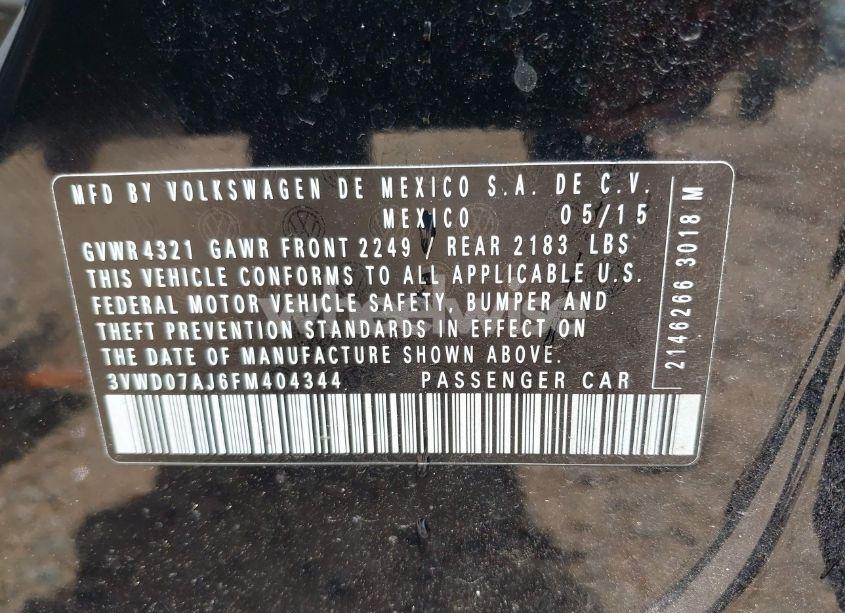 MFD BY VOLKSWAGEN DE MEXICO S.A. DE C.V.
MEXICO 05/15
GVWR 4321 GAWR FRONT 2249 / REAR 2183 LBS
THIS VEHICLE CONFORMS TO ALL APPLICABLE U.S.
FEDERAL MOTOR VEHICLE SAFETY, BUMPER AND
THEFT PREVENTION STANDARDS IN EFFECT ON
THE DATE OF MANUFACTURE SHOWN ABOVE.
3VWD07AJ6FM404344 PASSENGER CAR
2146266 3018 M